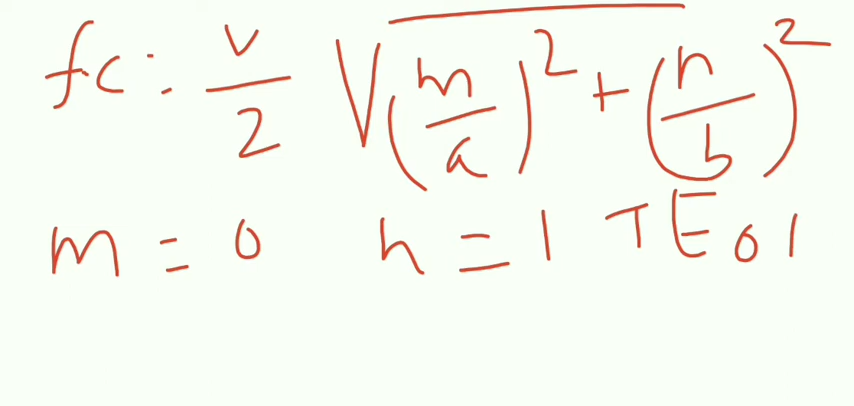 fc = v/2 √((m/a)² + (n/b)²)
m = 0 n = 1 TE01